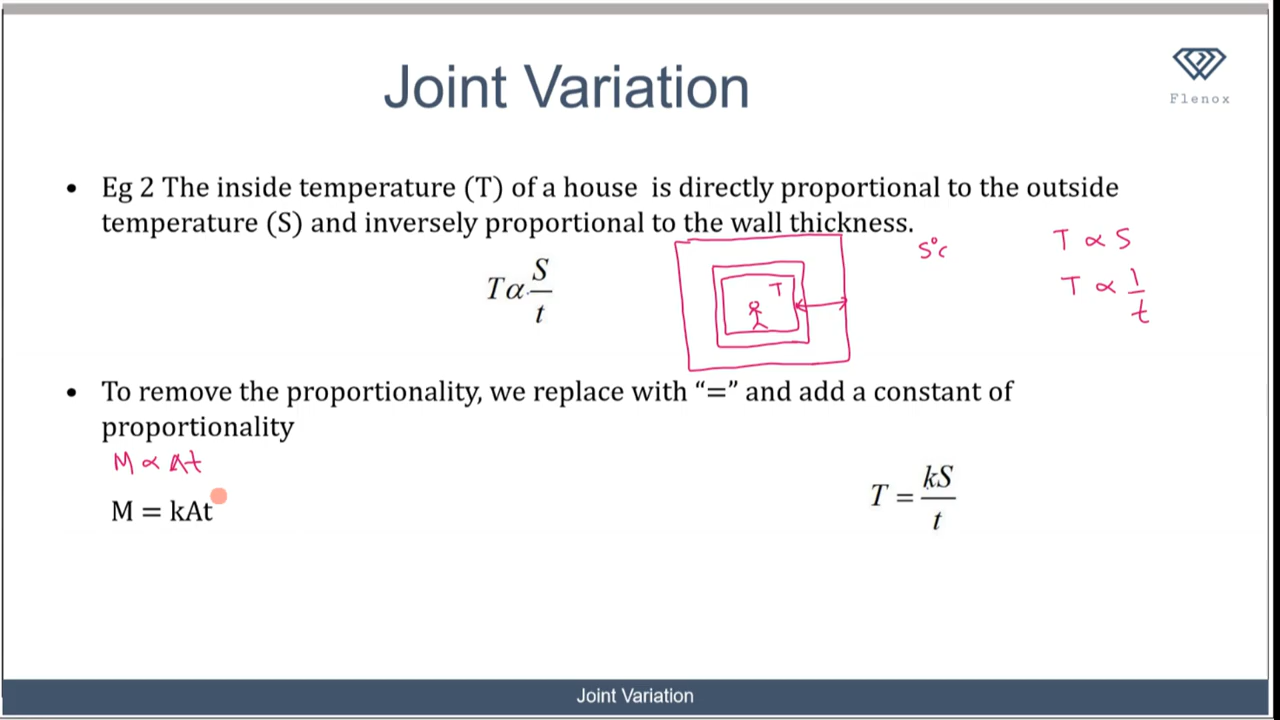 Joint Variation
Flenox
• Eg 2 The inside temperature (T) of a house is directly proportional to the outside
temperature (S) and inversely proportional to the wall thickness.
S°c
T ∝ S
T α S/t
T
T ∝ 1/t
• To remove the proportionality, we replace with “=” and add a constant of
proportionality
M ∝ At
M = kAt
T = kS/t
Joint Variation